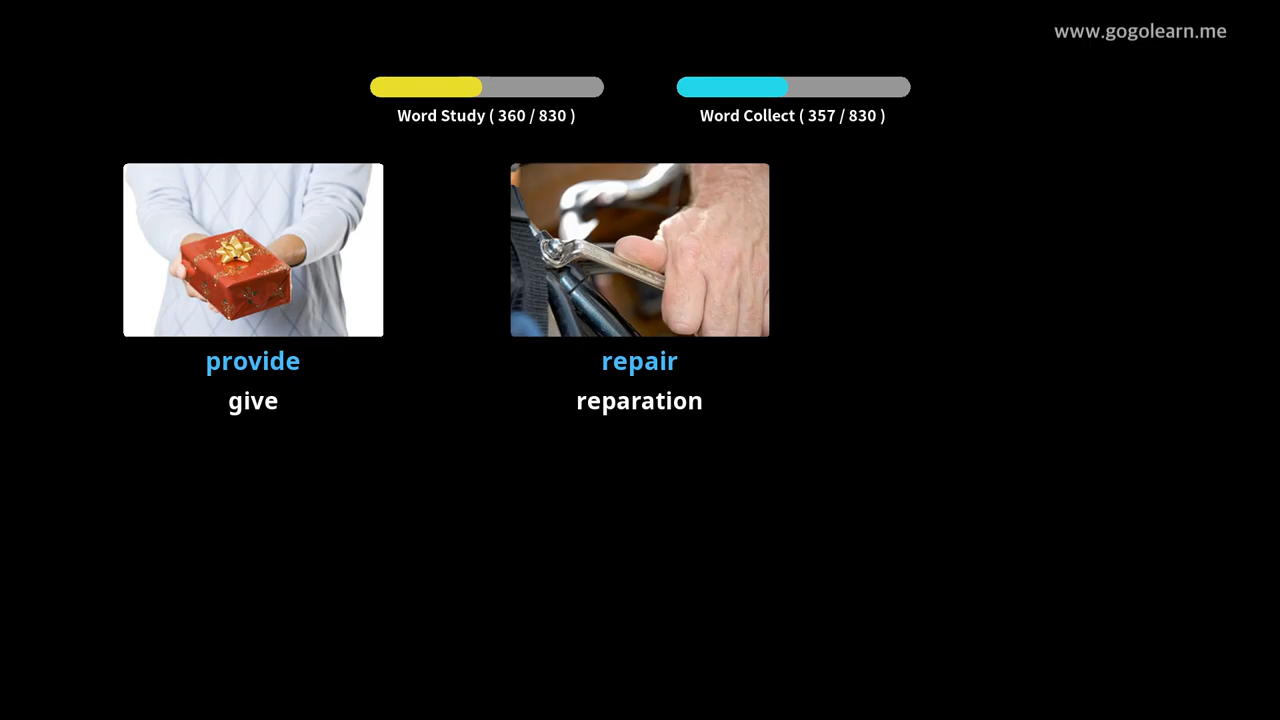 www.gogolearn.me
Word Study ( 360 / 830 )
Word Collect ( 357 / 830 )
provide
give
repair
reparation